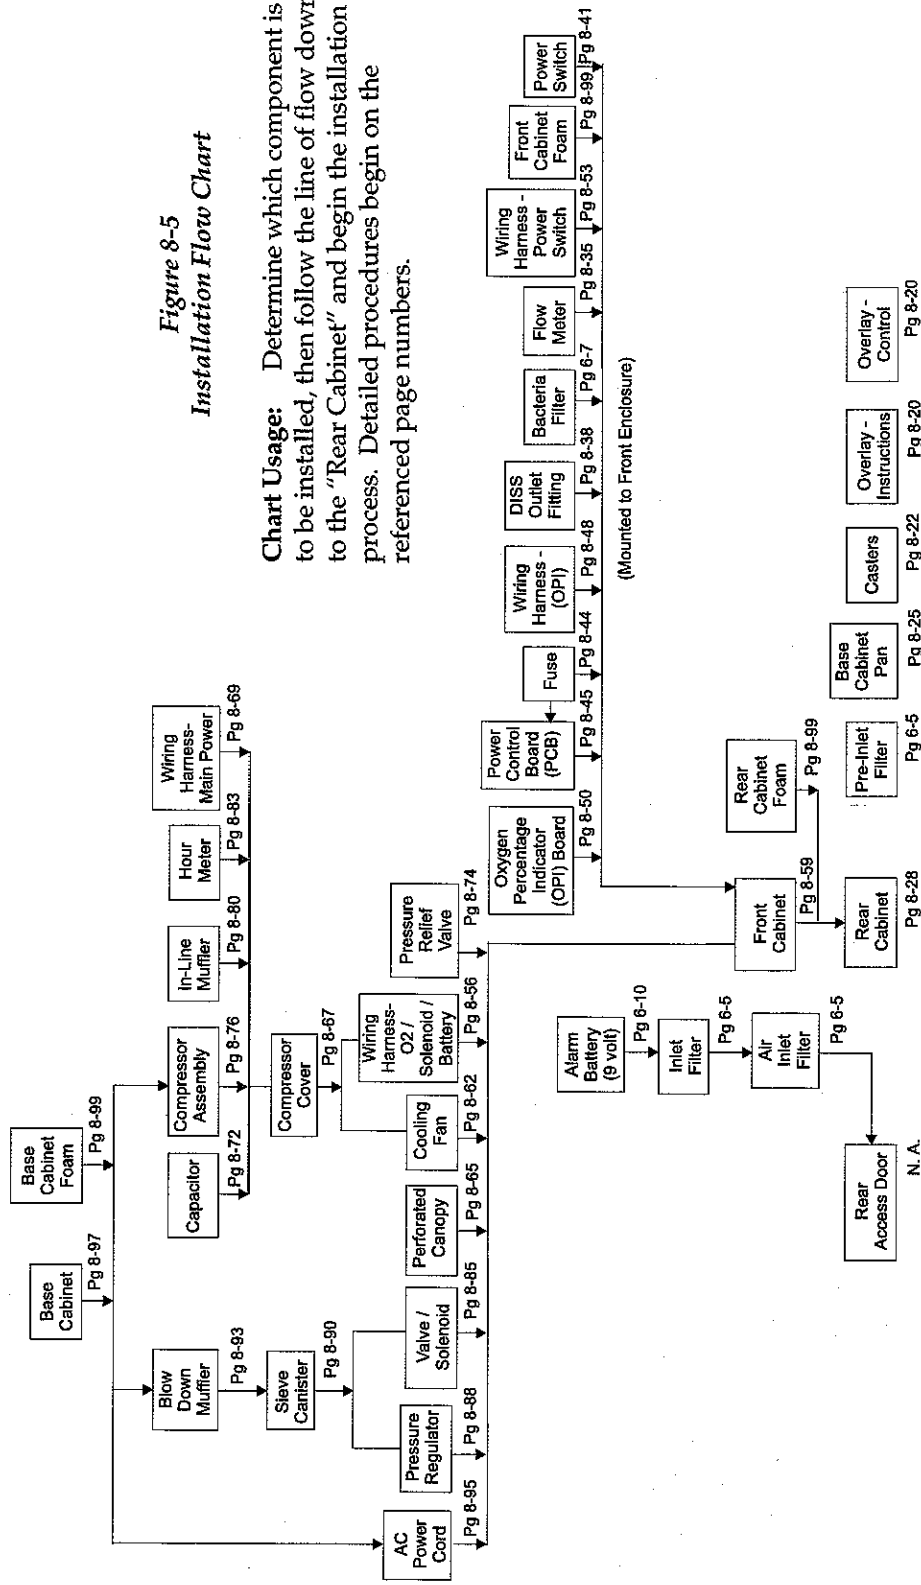 Figure 8-5
Installation Flow Chart
Chart Usage: Determine which component is
to be installed, then follow the line of flow down
to the "Rear Cabinet" and begin the installation
process. Detailed procedures begin on the
referenced page numbers.
Base
Cabinet
Pg 8-97
Base
Cabinet
Foam
Pg 8-99
Blow
Down
Muffler
Pg 8-93
Capacitor
Pg 8-72
Compressor
Assembly
Pg 8-76
In-Line
Muffler
Pg 8-80
Hour
Meter
Pg 8-83
Wiring
Harness-
Main Power
Pg 8-69
Sieve
Canister
Pg 8-90
Compressor
Cover
Pg 8-67
AC
Power
Cord
Pg 8-95
Pressure
Regulator
Pg 8-88
Valve /
Solenoid
Pg 8-85
Perforated
Canopy
Pg 8-65
Cooling
Fan
Pg 8-62
Wiring
Harness-
O2 /
Solenoid /
Battery
Pg 8-56
Pressure
Relief
Valve
Pg 8-74
Oxygen
Percentage
Indicator
(OPI) Board
Pg 8-50
Power
Control
Board
(PCB)
Pg 8-45
Fuse
Pg 8-44
Wiring
Harness -
(OPI)
Pg 8-48
DISS
Outlet
Fitting
Pg 8-38
Bacteria
Filter
Pg 6-7
Flow
Meter
Pg 8-35
Wiring
Harness -
Power
Switch
Pg 8-53
Front
Cabinet
Foam
Pg 8-99
Power
Switch
Pg 8-41
(Mounted to Front Enclosure)
Alarm
Battery
(9 volt)
Pg 6-10
Inlet
Filter
Pg 6-5
Air
Inlet
Filter
Pg 6-5
Rear
Access Door
N. A.
Front
Cabinet
Pg 8-59
Rear
Cabinet
Foam
Pg 8-99
Rear
Cabinet
Pg 8-28
Pre-Inlet
Filter
Pg 6-5
Base
Cabinet
Pan
Pg 8-25
Casters
Pg 8-22
Overlay -
Instructions
Pg 8-20
Overlay -
Control
Pg 8-20